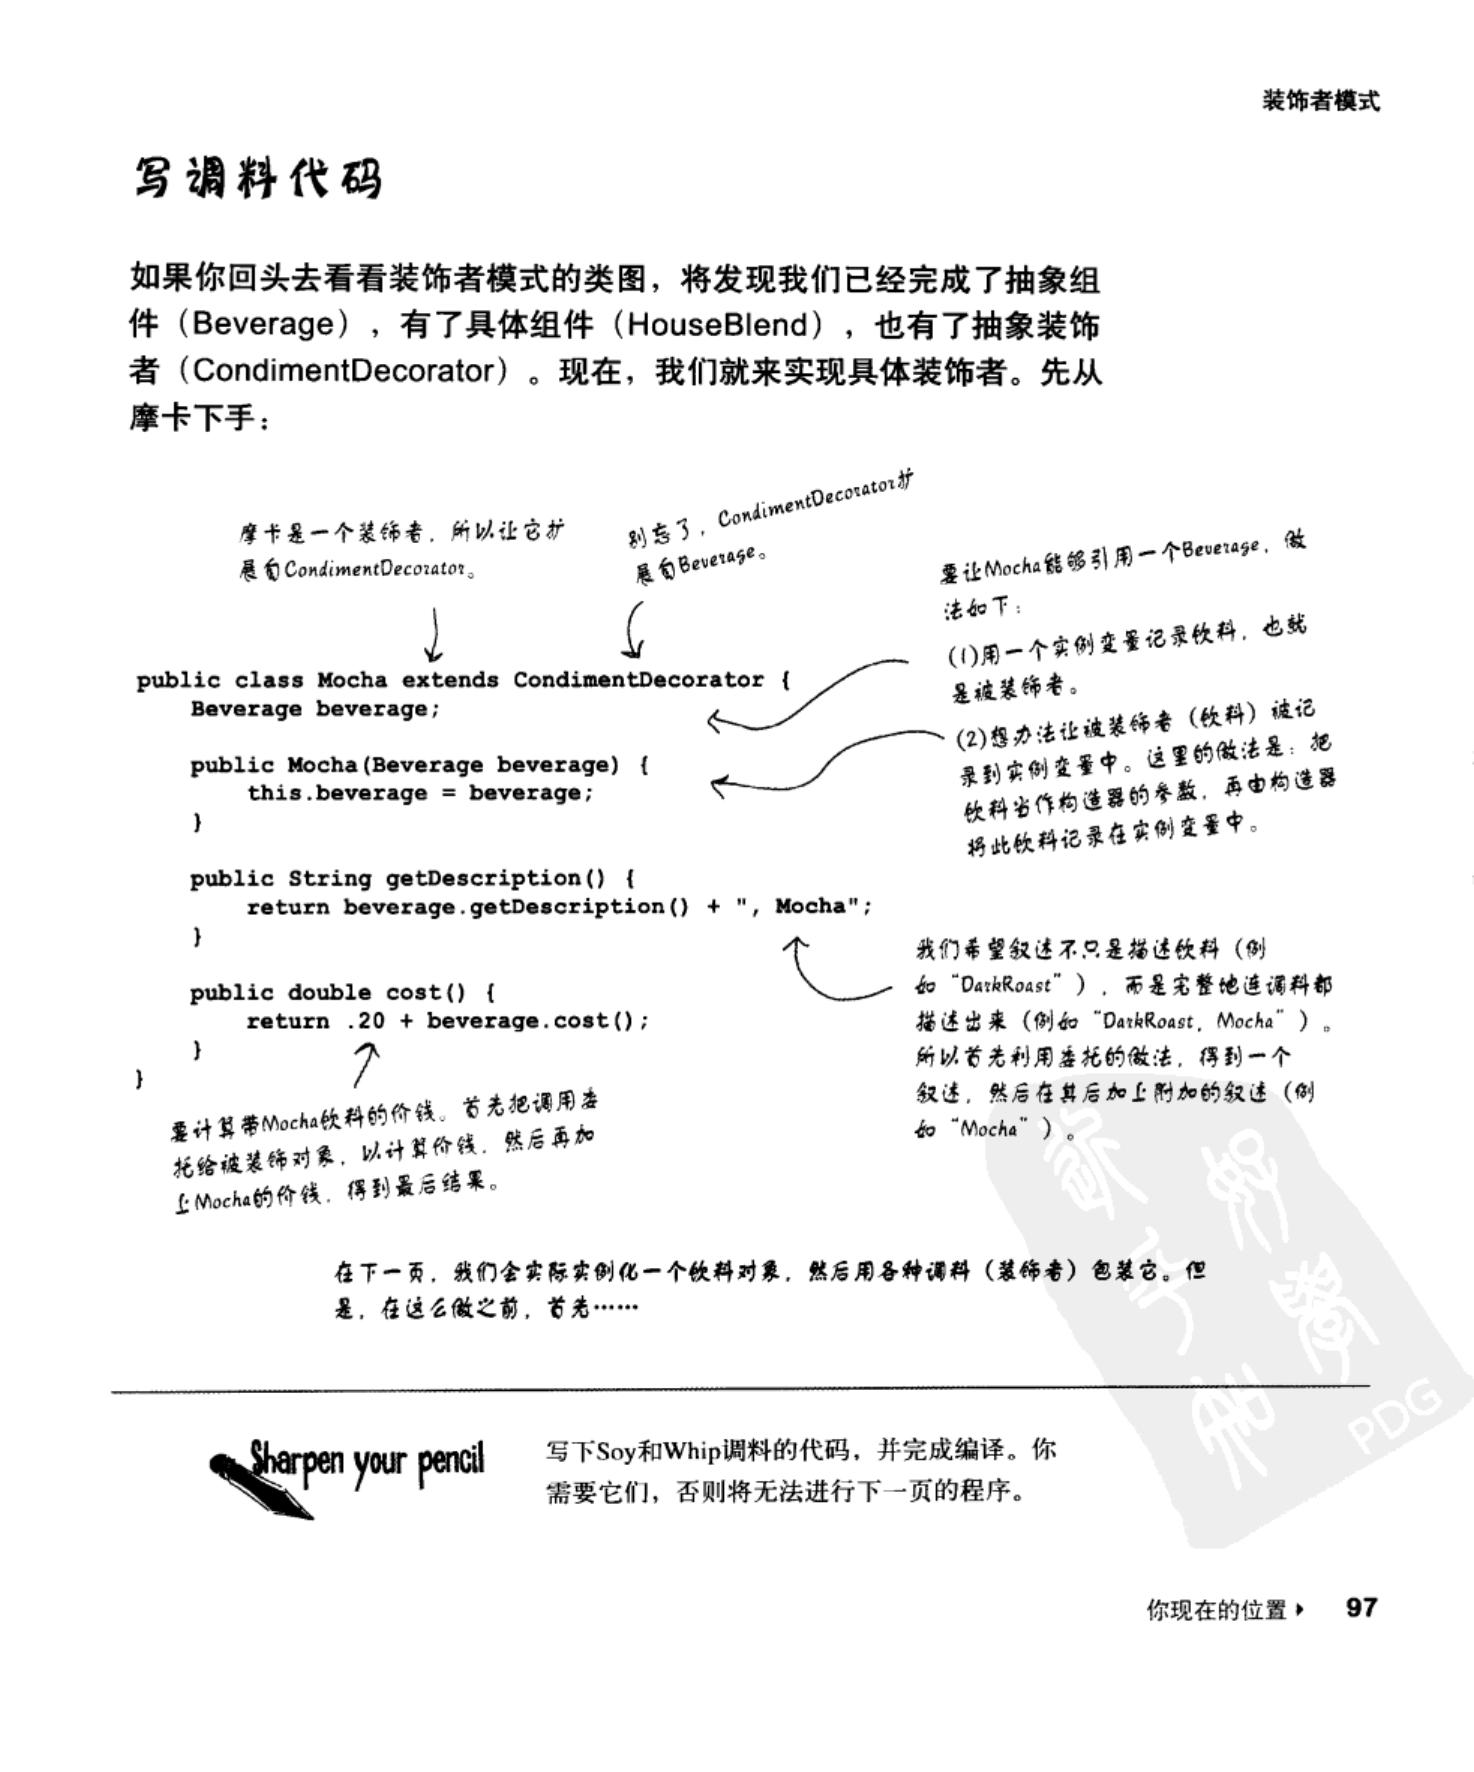 装饰者模式
写调料代码
如果你回头去看看装饰者模式的类图，将发现我们已经完成了抽象组
件（Beverage），有了具体组件（HouseBlend），也有了抽象装饰
者（CondimentDecorator）。现在，我们就来实现具体装饰者。先从
摩卡下手：
摩卡是一个装饰者，所以让它扩
展自CondimentDecorator。
别忘了，CondimentDecorator扩
展自Beverage。
要让Mocha能够引用一个Beverage，做
法如下：
(1)用一个实例变量记录饮料，也就
是被装饰者。
(2)想办法让被装饰者（饮料）被记
录到实例变量中。这里的做法是：把
饮料当作构造器的参数，再由构造器
将此饮料记录在实例变量中。
public class Mocha extends CondimentDecorator {
Beverage beverage;
public Mocha(Beverage beverage) {
this.beverage = beverage;
}
public String getDescription() {
return beverage.getDescription() + ", Mocha";
}
public double cost() {
return .20 + beverage.cost();
}
}
我们希望叙述不只是描述饮料（例
如“DarkRoast”），而是完整地连调料都
描述出来（例如“DarkRoast, Mocha”）。
所以首先利用委托的做法，得到一个
叙述，然后在其后加上附加的叙述（例
如“Mocha”）。
要计算带Mocha饮料的价钱。首先把调用委
托给被装饰对象，以计算价钱，然后再加
上Mocha的价钱，得到最后结果。
在下一页，我们会实际实例化一个饮料对象，然后用各种调料（装饰者）包装它。但
是，在这么做之前，首先……
Sharpen your pencil
写下Soy和Whip调料的代码，并完成编译。你
需要它们，否则将无法进行下一页的程序。
PDG
你现在的位置 97